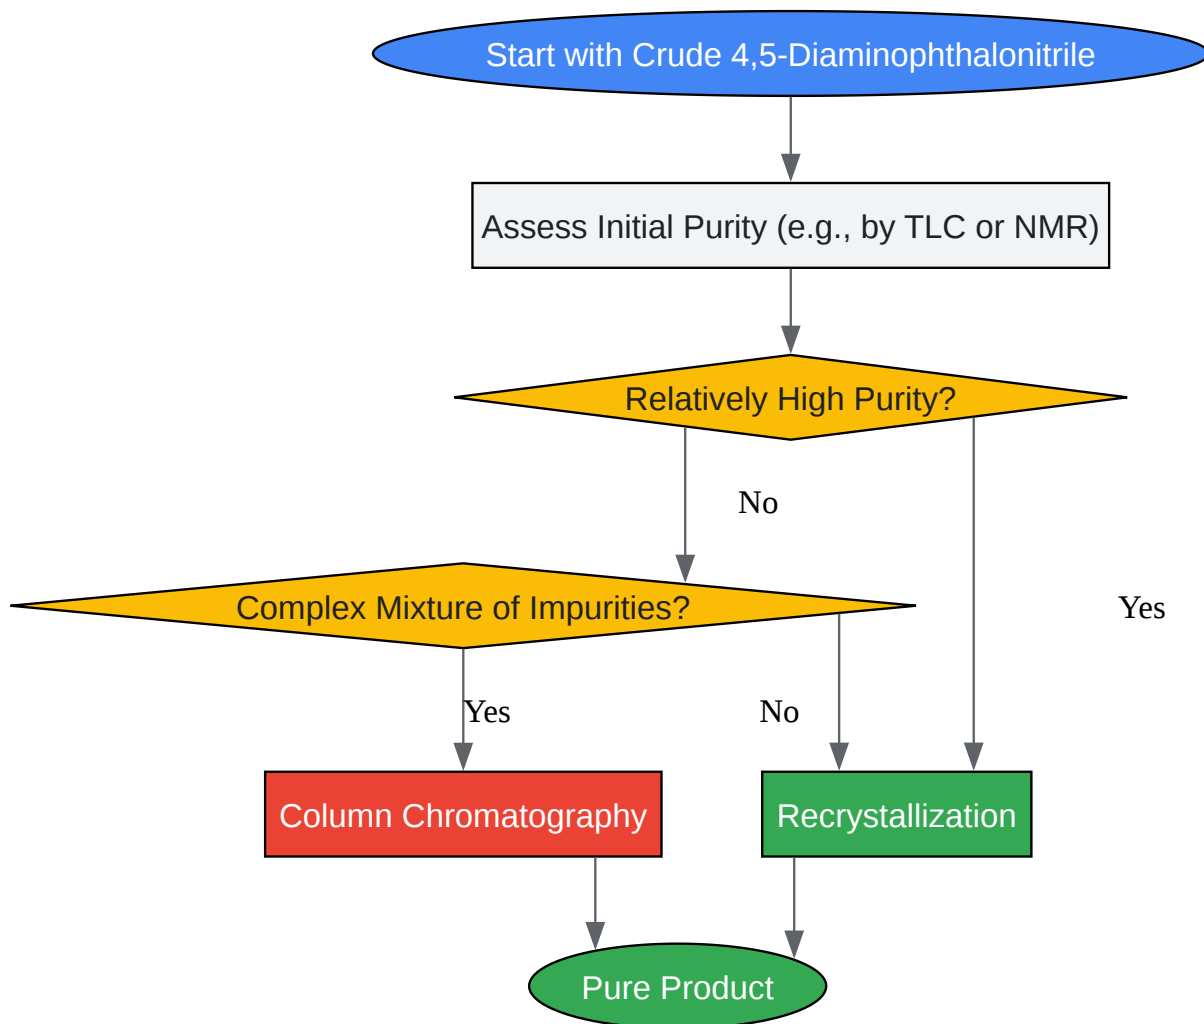 Start with Crude 4,5-Diaminophthalonitrile
Assess Initial Purity (e.g., by TLC or NMR)
Relatively High Purity?
No
Complex Mixture of Impurities?
Yes
Yes
No
Column Chromatography
Recrystallization
Pure Product